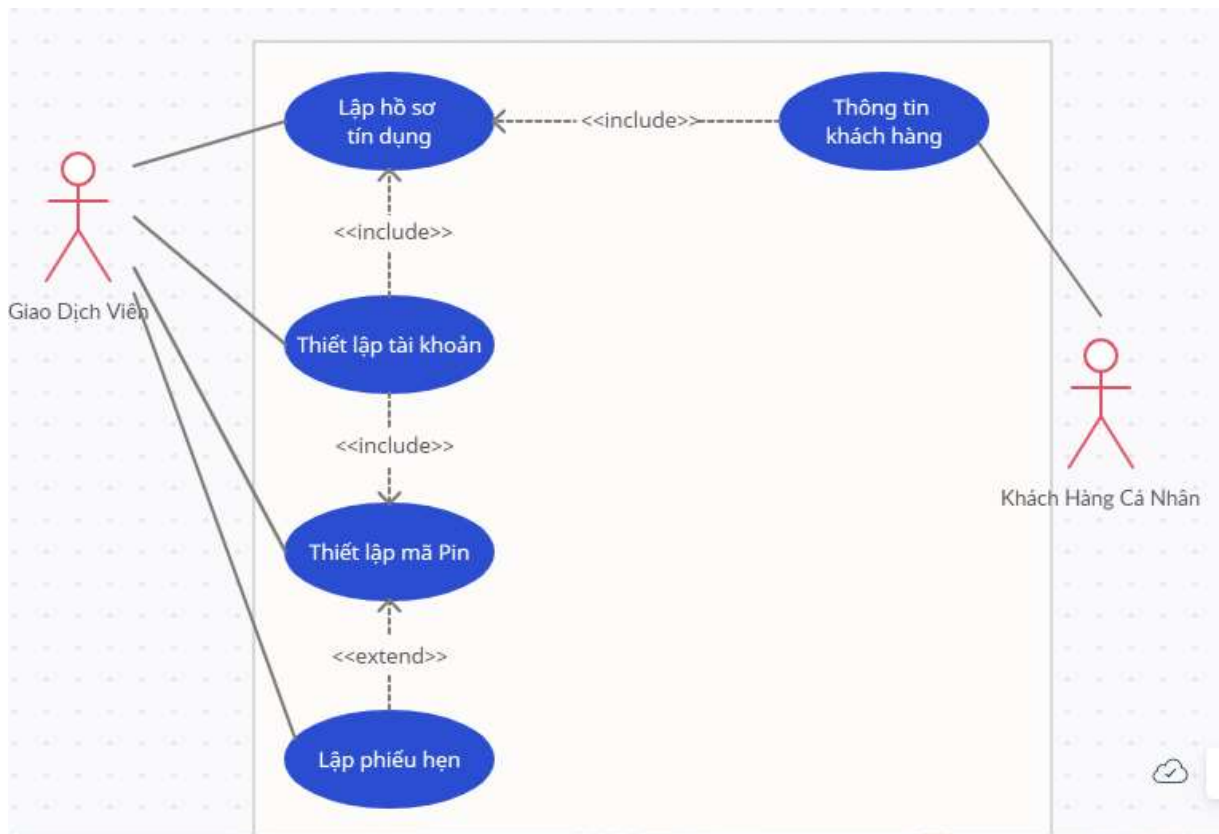 Lập hồ sơ
tín dụng
<<include>>
Thông tin
khách hàng
<<include>>
Giao Dịch Viên
Thiết lập tài khoản
<<include>>
Khách Hàng Cá Nhân
Thiết lập mã Pin
<<extend>>
Lập phiếu hẹn